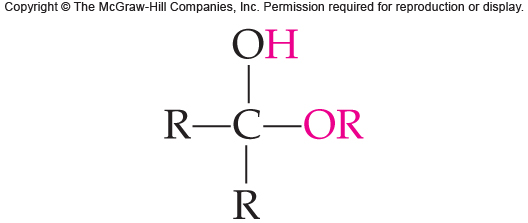 Copyright © The McGraw-Hill Companies, Inc. Permission required for reproduction or display.
OH
R—C—OR
R